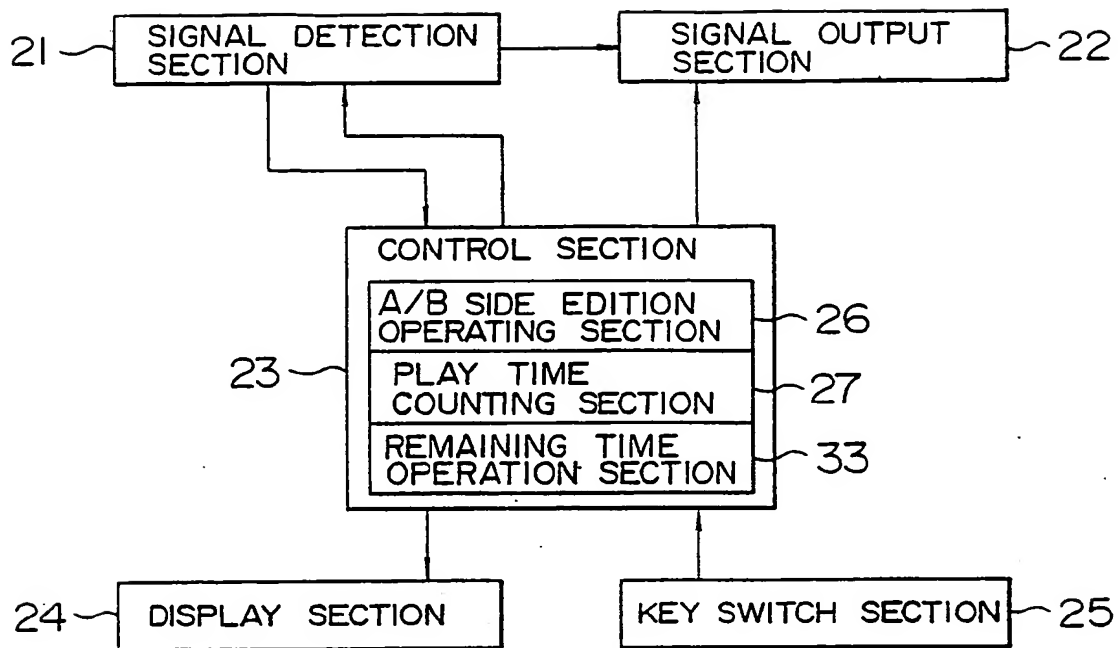 21
SIGNAL DETECTION
SECTION
SIGNAL OUTPUT
SECTION
22
CONTROL SECTION
A/B SIDE EDITION
OPERATING SECTION
26
23
PLAY TIME
COUNTING SECTION
27
REMAINING TIME
OPERATION SECTION
33
24
DISPLAY SECTION
KEY SWITCH SECTION
25